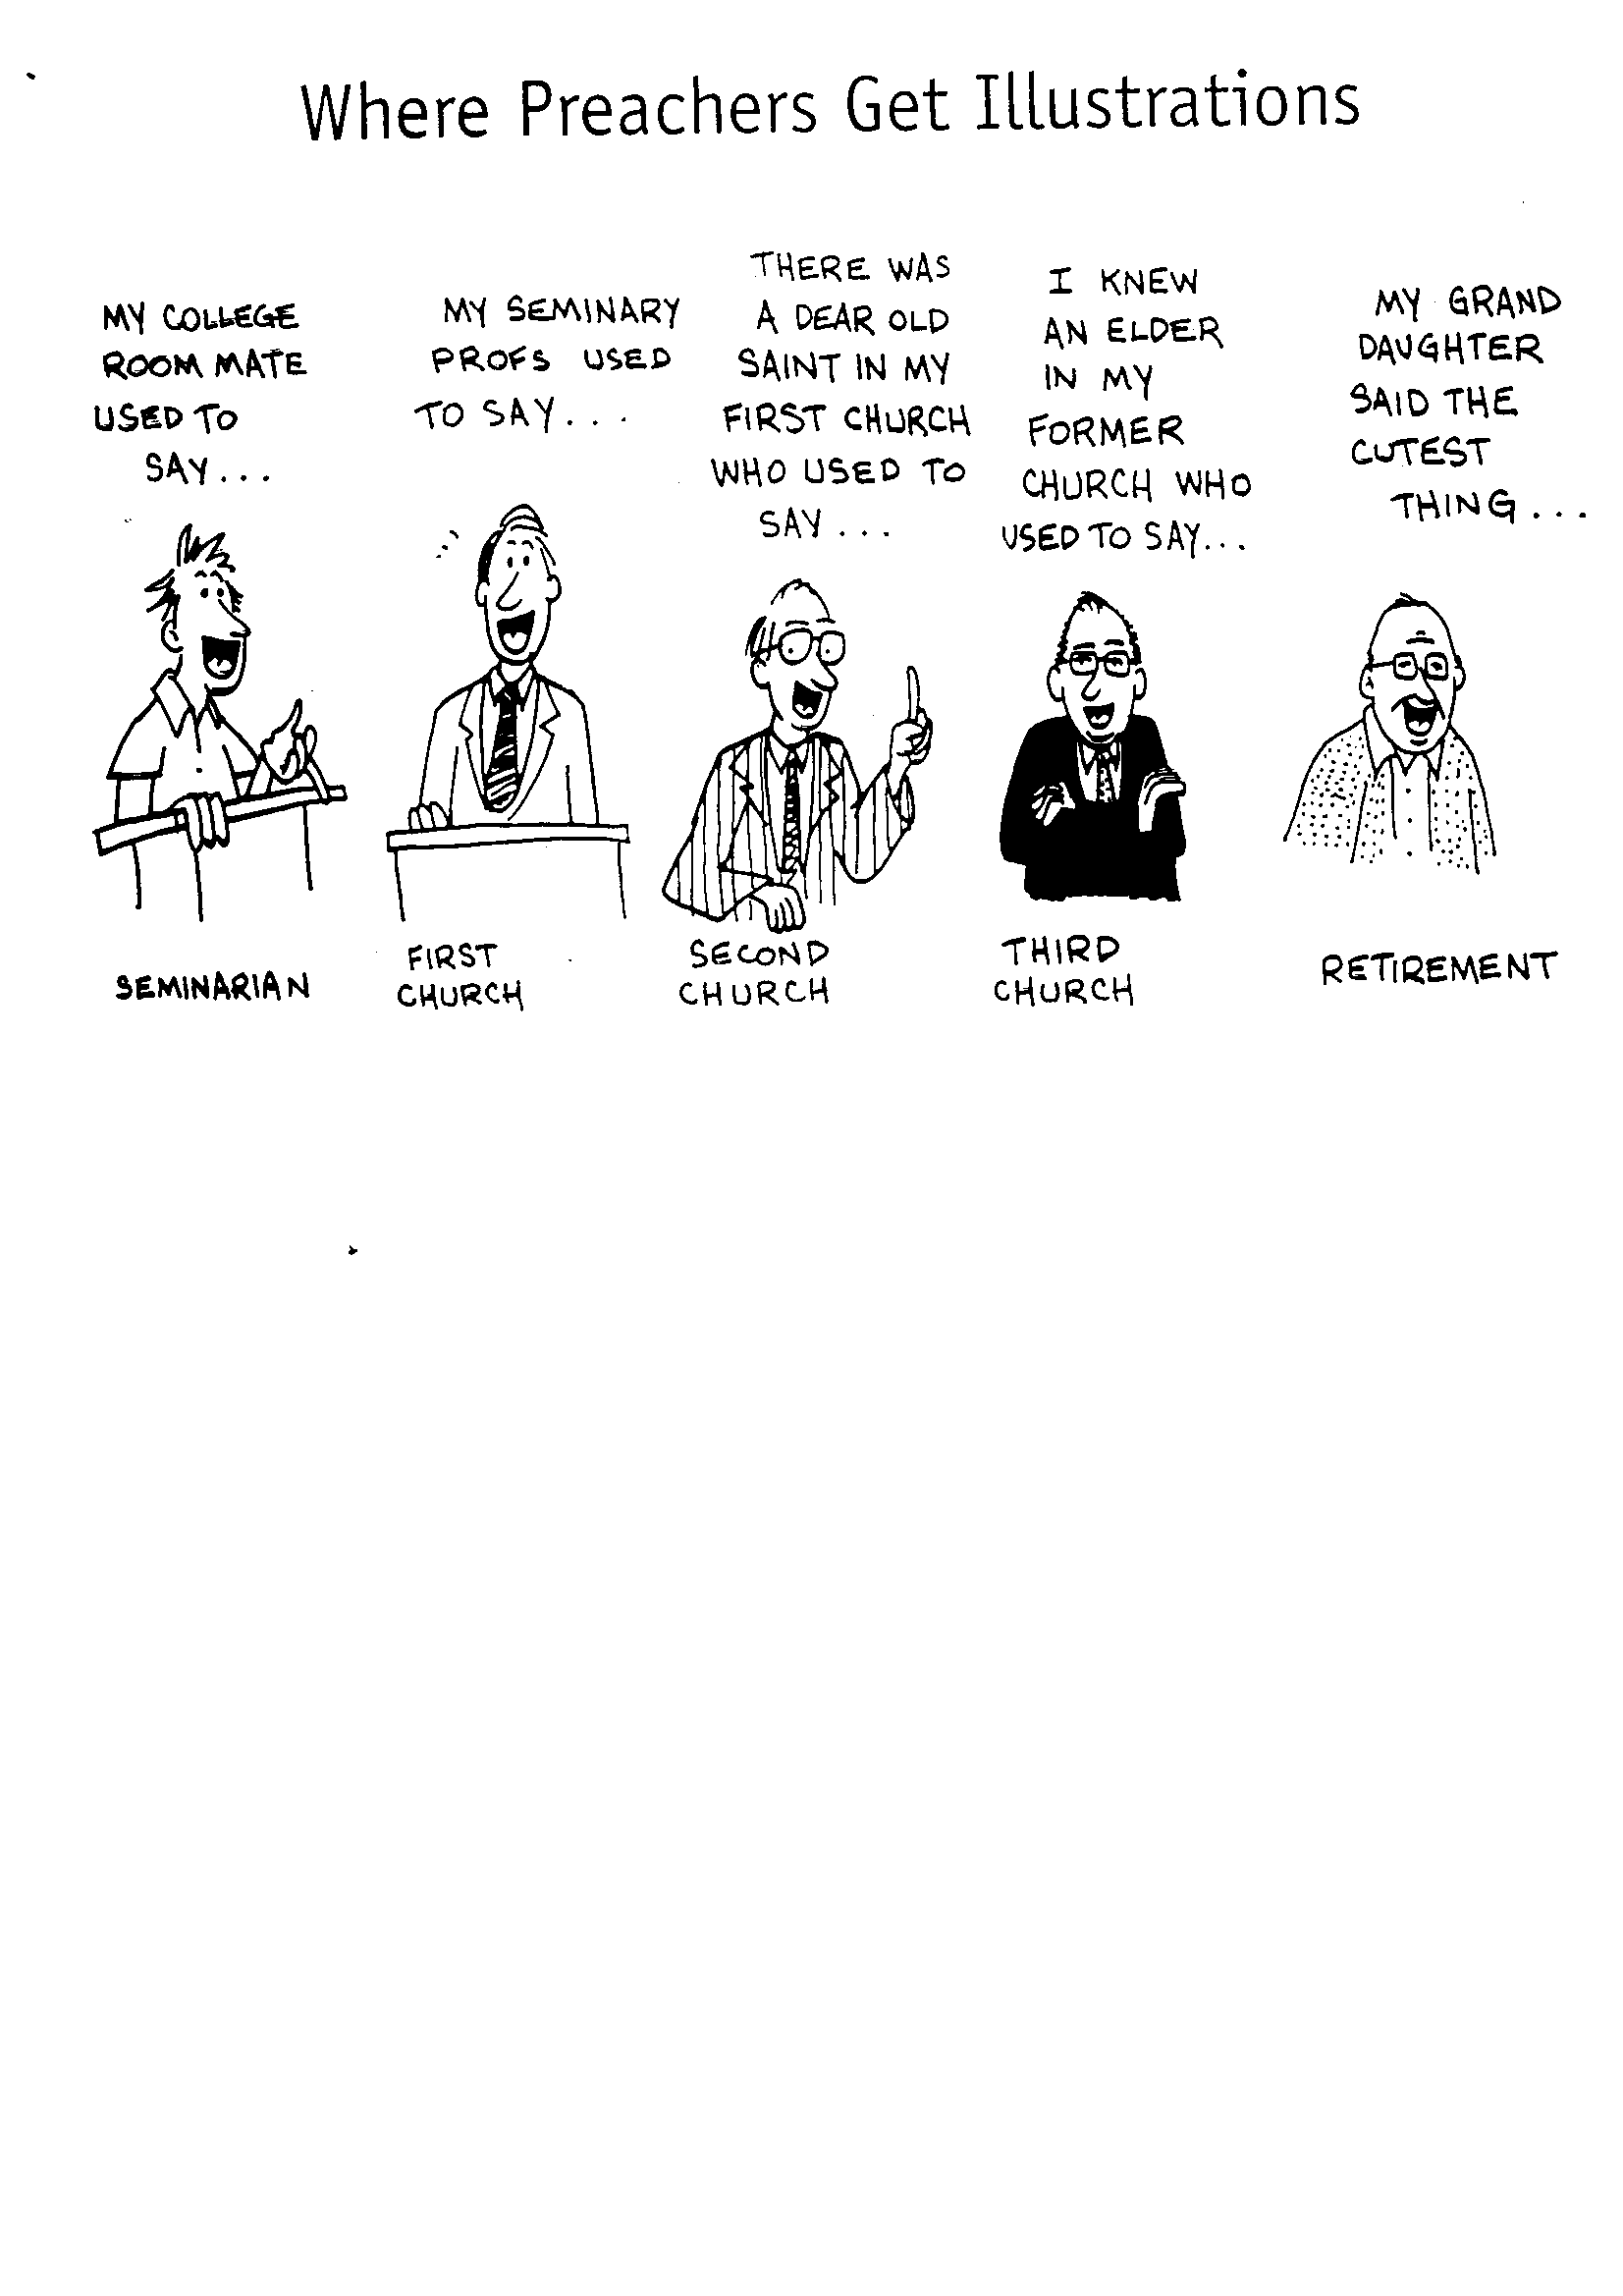 Where Preachers Get Illustrations
MY COLLEGE
ROOM MATE
USED TO
SAY...
MY SEMINARY
PROFS USED
TO SAY...
THERE WAS
A DEAR OLD
SAINT IN MY
FIRST CHURCH
WHO USED TO
SAY...
I KNEW
AN ELDER
IN MY
FORMER
CHURCH WHO
USED TO SAY...
MY GRAND
DAUGHTER
SAID THE
CUTEST
THING...
SEMINARIAN
FIRST
CHURCH
SECOND
CHURCH
THIRD
CHURCH
RETIREMENT